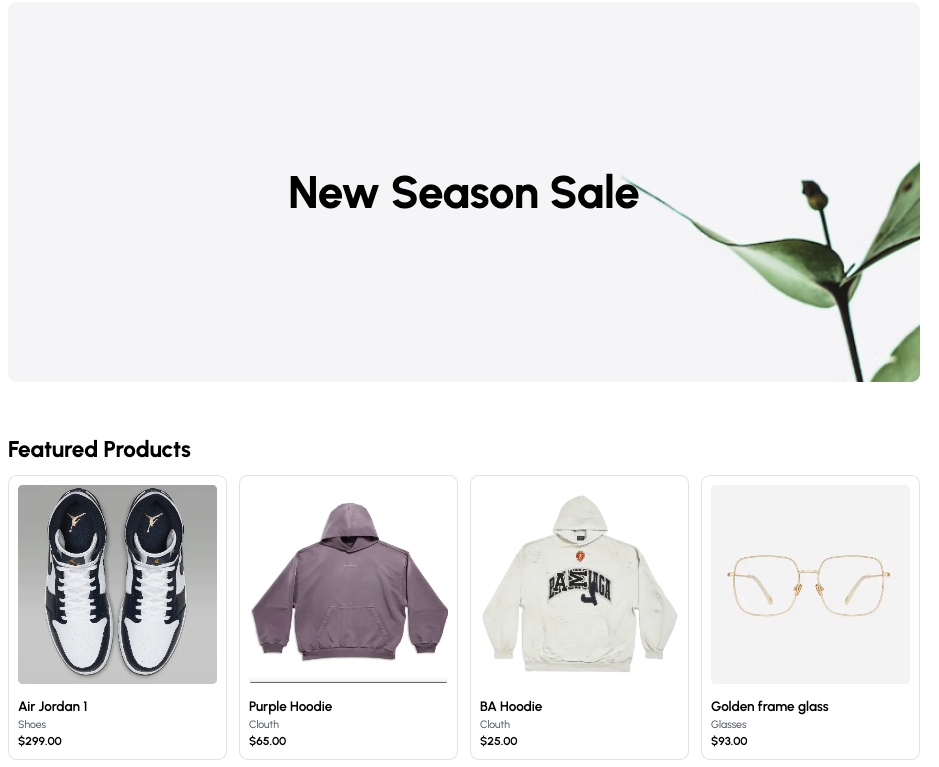 New Season Sale
Featured Products
Air Jordan 1
Shoes
$299.00
Purple Hoodie
Clouth
$65.00
BA Hoodie
Clouth
$25.00
Golden frame glass
Glasses
$93.00